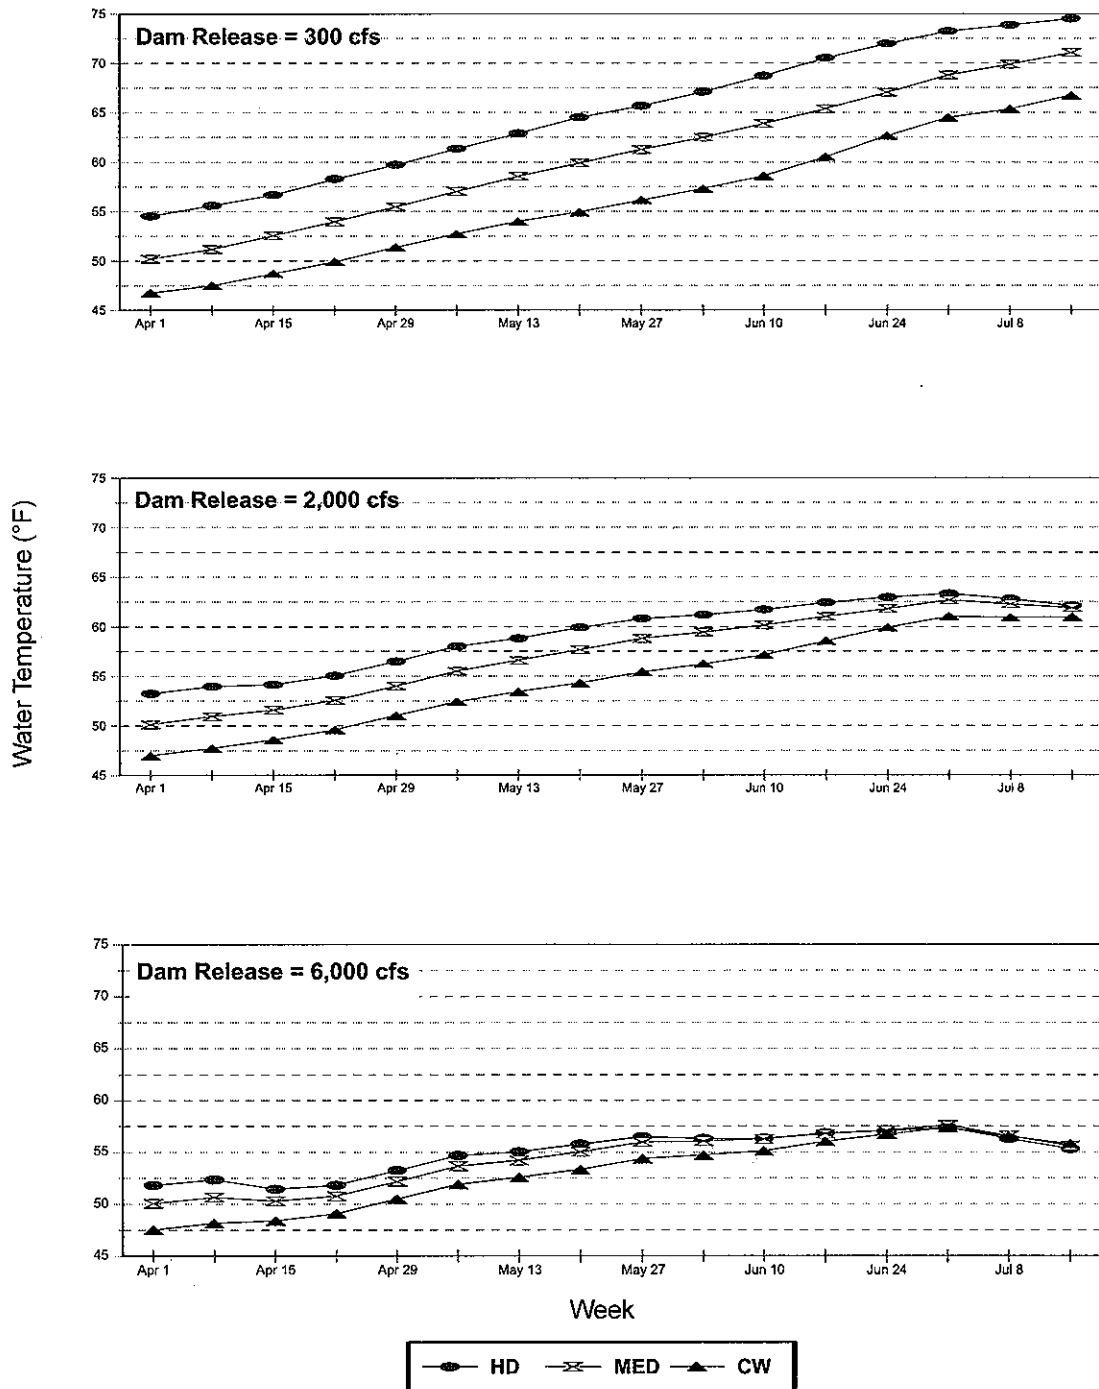 75
Dam Release = 300 cfs
70
65
60
55
50
45
Apr 1 Apr 15 Apr 29 May 13 May 27 Jun 10 Jun 24 Jul 8
Water Temperature (°F)
75
Dam Release = 2,000 cfs
70
65
60
55
50
45
Apr 1 Apr 15 Apr 29 May 13 May 27 Jun 10 Jun 24 Jul 8
75
Dam Release = 6,000 cfs
70
65
60
55
50
45
Apr 1 Apr 15 Apr 29 May 13 May 27 Jun 10 Jun 24 Jul 8
Week
HD MED CW